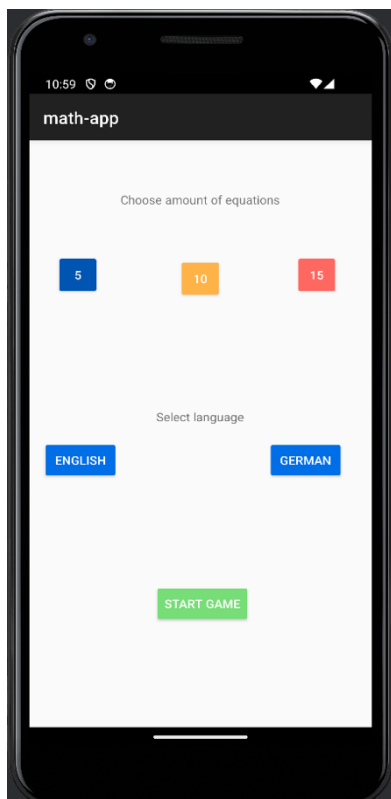 10:59
math-app
Choose amount of equations
5
10
15
Select language
ENGLISH
GERMAN
START GAME